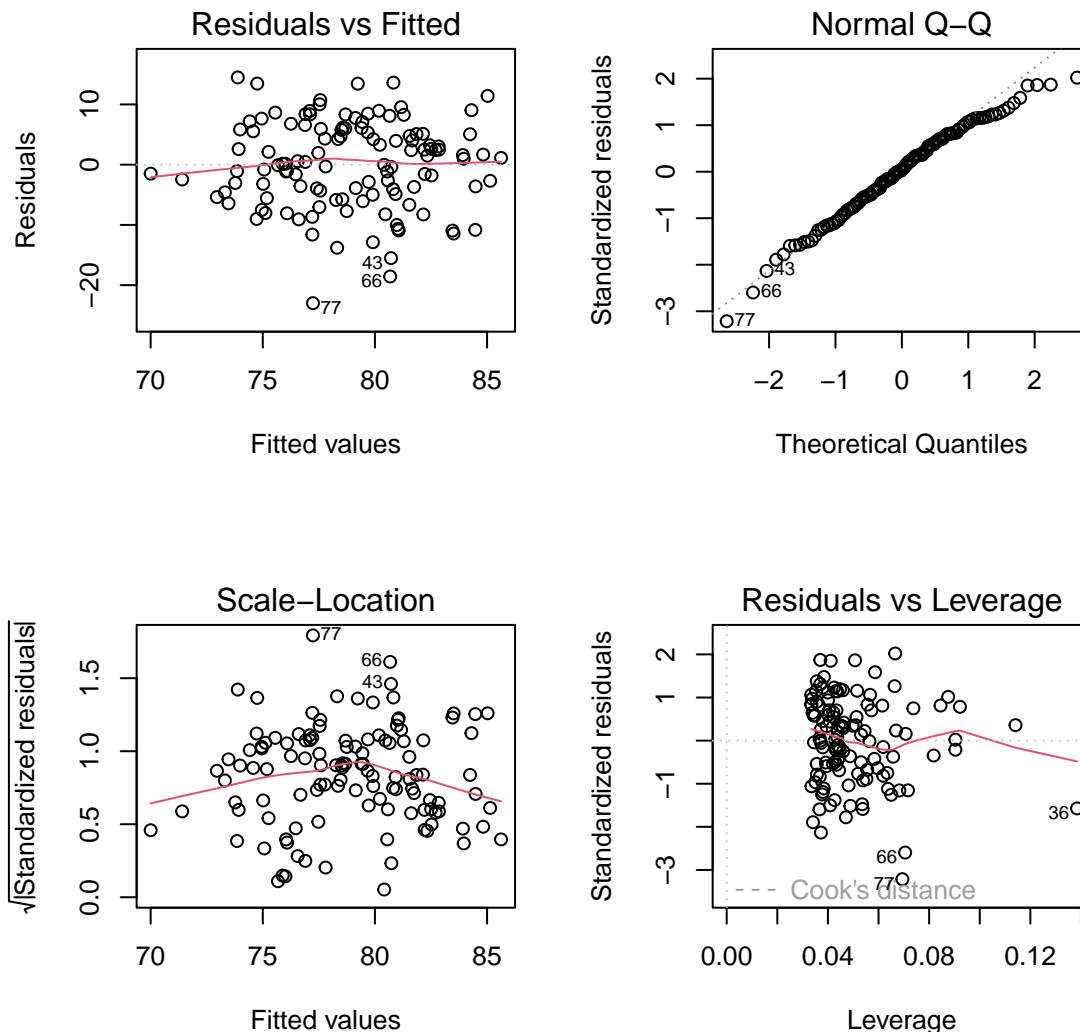 Residuals vs Fitted
Residuals
10
0
−20
43
66
77
70 75 80 85
Fitted values
Normal Q−Q
Standardized residuals
2
1
0
−1
−3
43
66
77
−2 −1 0 1 2
Theoretical Quantiles
Scale−Location
√|Standardized residuals|
1.5
1.0
0.5
0.0
77
66
43
70 75 80 85
Fitted values
Residuals vs Leverage
Standardized residuals
2
1
−1
−3
36
66
77
Cook's distance
0.00 0.04 0.08 0.12
Leverage